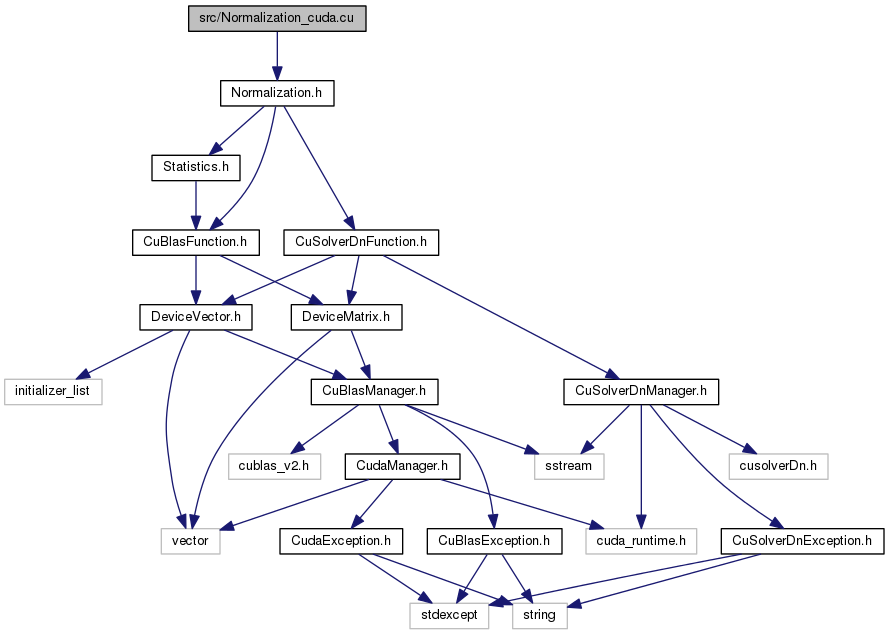 src/Normalization_cuda.cu
Normalization.h
Statistics.h
CuBlasFunction.h
CuSolverDnFunction.h
DeviceVector.h
DeviceMatrix.h
initializer_list
CuBlasManager.h
CuSolverDnManager.h
cublas_v2.h
CudaManager.h
sstream
cusolverDn.h
vector
CudaException.h
CuBlasException.h
cuda_runtime.h
CuSolverDnException.h
stdexcept
string